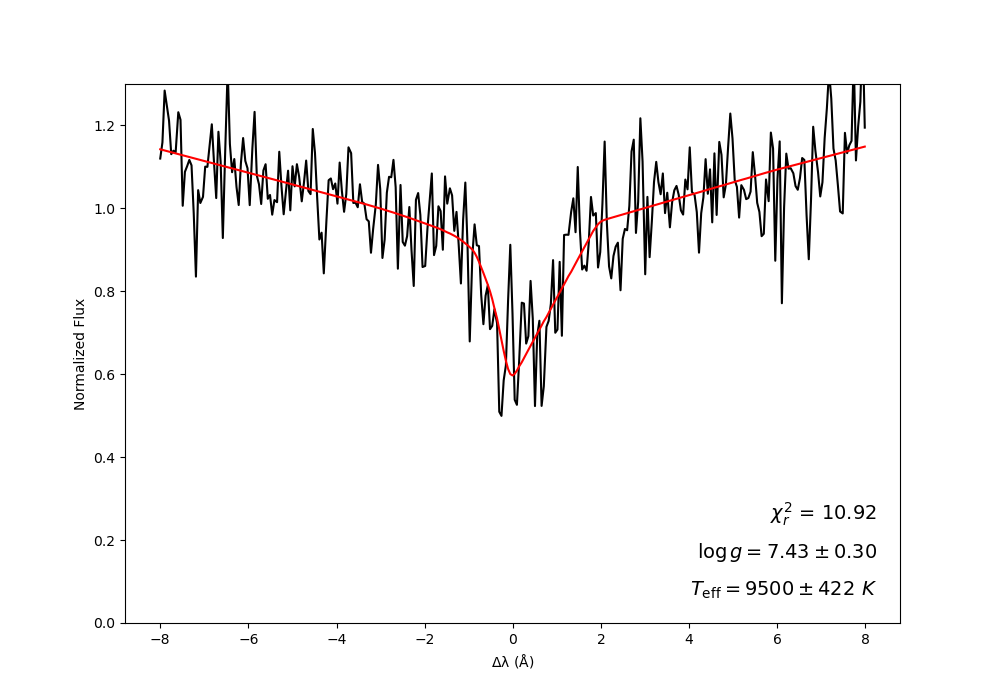 1.2
1.0
0.8
0.6
0.4
0.2
0.0
Normalized Flux
χ²ᵣ = 10.92
log g = 7.43 ± 0.30
T_eff = 9500 ± 422 K
−8 −6 −4 −2 0 2 4 6 8
Δλ (Å)